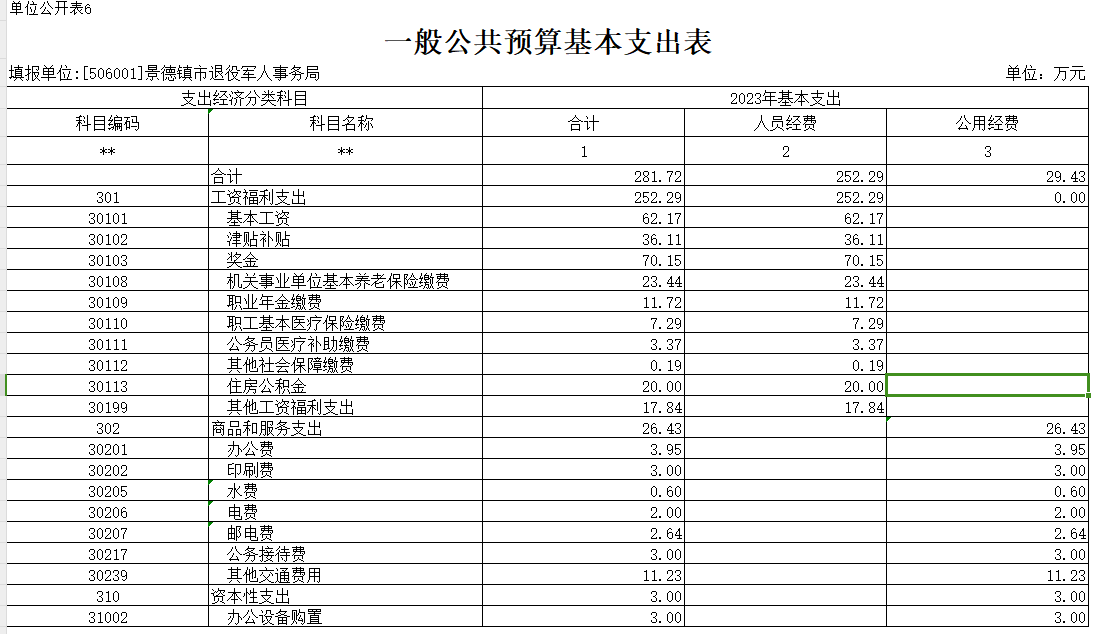 单位公开表6
一般公共预算基本支出表
填报单位:[506001]景德镇市退役军人事务局 单位：万元
支出经济分类科目 2023年基本支出
科目编码 科目名称 合计 人员经费 公用经费
** ** 1 2 3
合计 281.72 252.29 29.43
301 工资福利支出 252.29 252.29 0.00
30101 基本工资 62.17 62.17
30102 津贴补贴 36.11 36.11
30103 奖金 70.15 70.15
30108 机关事业单位基本养老保险缴费 23.44 23.44
30109 职业年金缴费 11.72 11.72
30110 职工基本医疗保险缴费 7.29 7.29
30111 公务员医疗补助缴费 3.37 3.37
30112 其他社会保障缴费 0.19 0.19
30113 住房公积金 20.00 20.00
30199 其他工资福利支出 17.84 17.84
302 商品和服务支出 26.43 26.43
30201 办公费 3.95 3.95
30202 印刷费 3.00 3.00
30205 水费 0.60 0.60
30206 电费 2.00 2.00
30207 邮电费 2.64 2.64
30217 公务接待费 3.00 3.00
30239 其他交通费用 11.23 11.23
310 资本性支出 3.00 3.00
31002 办公设备购置 3.00 3.00